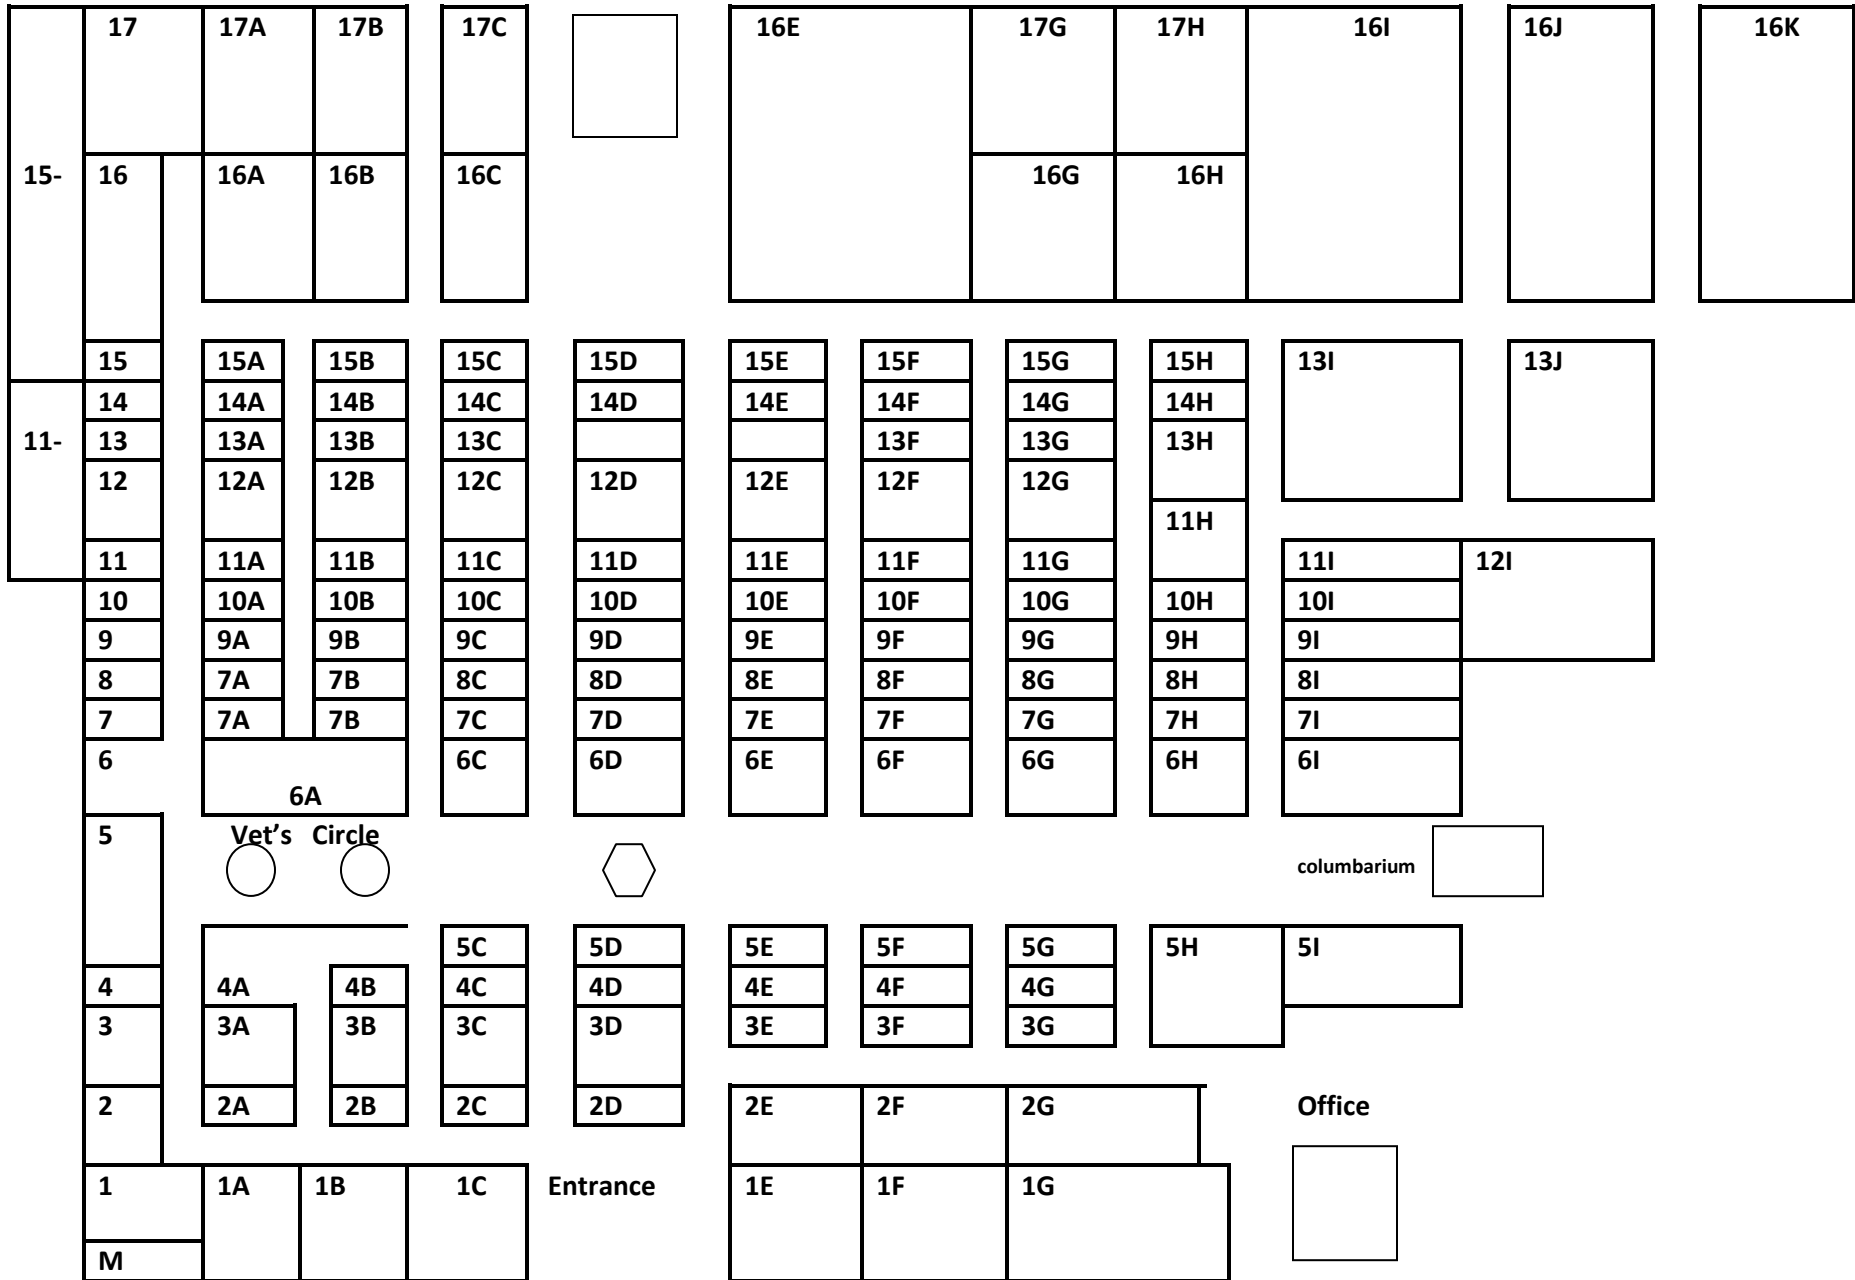 17 17A 17B 17C 16E 17G 17H 16I 16J 16K
15- 16 16A 16B 16C 16G 16H
15 15A 15B 15C 15D 15E 15F 15G 15H 13I 13J
14 14A 14B 14C 14D 14E 14F 14G 14H
11- 13 13A 13B 13C 13F 13G 13H
12 12A 12B 12C 12D 12E 12F 12G
11H
11 11A 11B 11C 11D 11E 11F 11G 11I 12I
10 10A 10B 10C 10D 10E 10F 10G 10H 10I
9 9A 9B 9C 9D 9E 9F 9G 9H 9I
8 7A 7B 8C 8D 8E 8F 8G 8H 8I
7 7A 7B 7C 7D 7E 7F 7G 7H 7I
6 6C 6D 6E 6F 6G 6H 6I
6A
5 Vet's Circle
columbarium
5C 5D 5E 5F 5G 5H 5I
4 4A 4B 4C 4D 4E 4F 4G
3 3A 3B 3C 3D 3E 3F 3G
2 2A 2B 2C 2D 2E 2F 2G Office
1 1A 1B 1C Entrance 1E 1F 1G
M